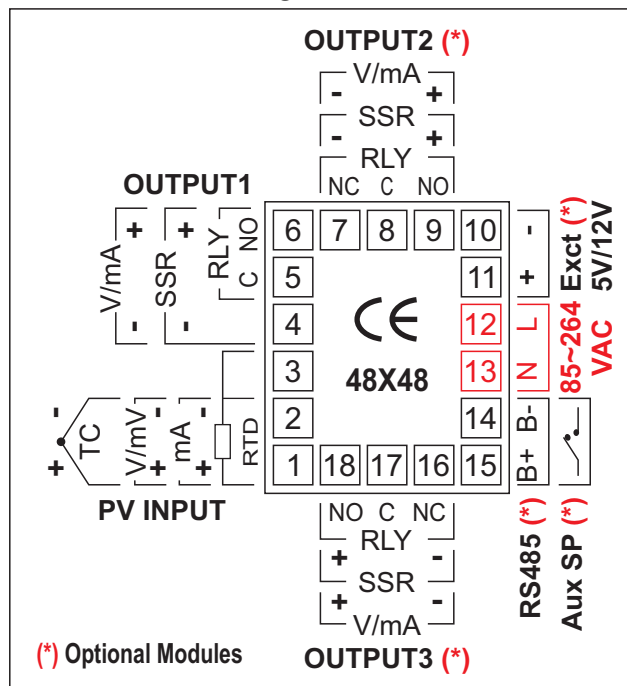 OUTPUT2 (*)
V/mA
- +
SSR
- +
RLY
NC C NO
OUTPUT1
V/mA
+ -
SSR
+ -
RLY
C NO
6 7 8 9 10
5 11
4 12
3 13
2 14
1 18 17 16 15
CE
48X48
- +
Exct (*)
5V/12V
L
N
85~264
VAC
B+ B-
RS485 (*)
Aux SP (*)
- +
TC
- +
V/mV
- +
mA
RTD
PV INPUT
NO C NC
RLY
+ -
SSR
+ -
V/mA
OUTPUT3 (*)
(*) Optional Modules